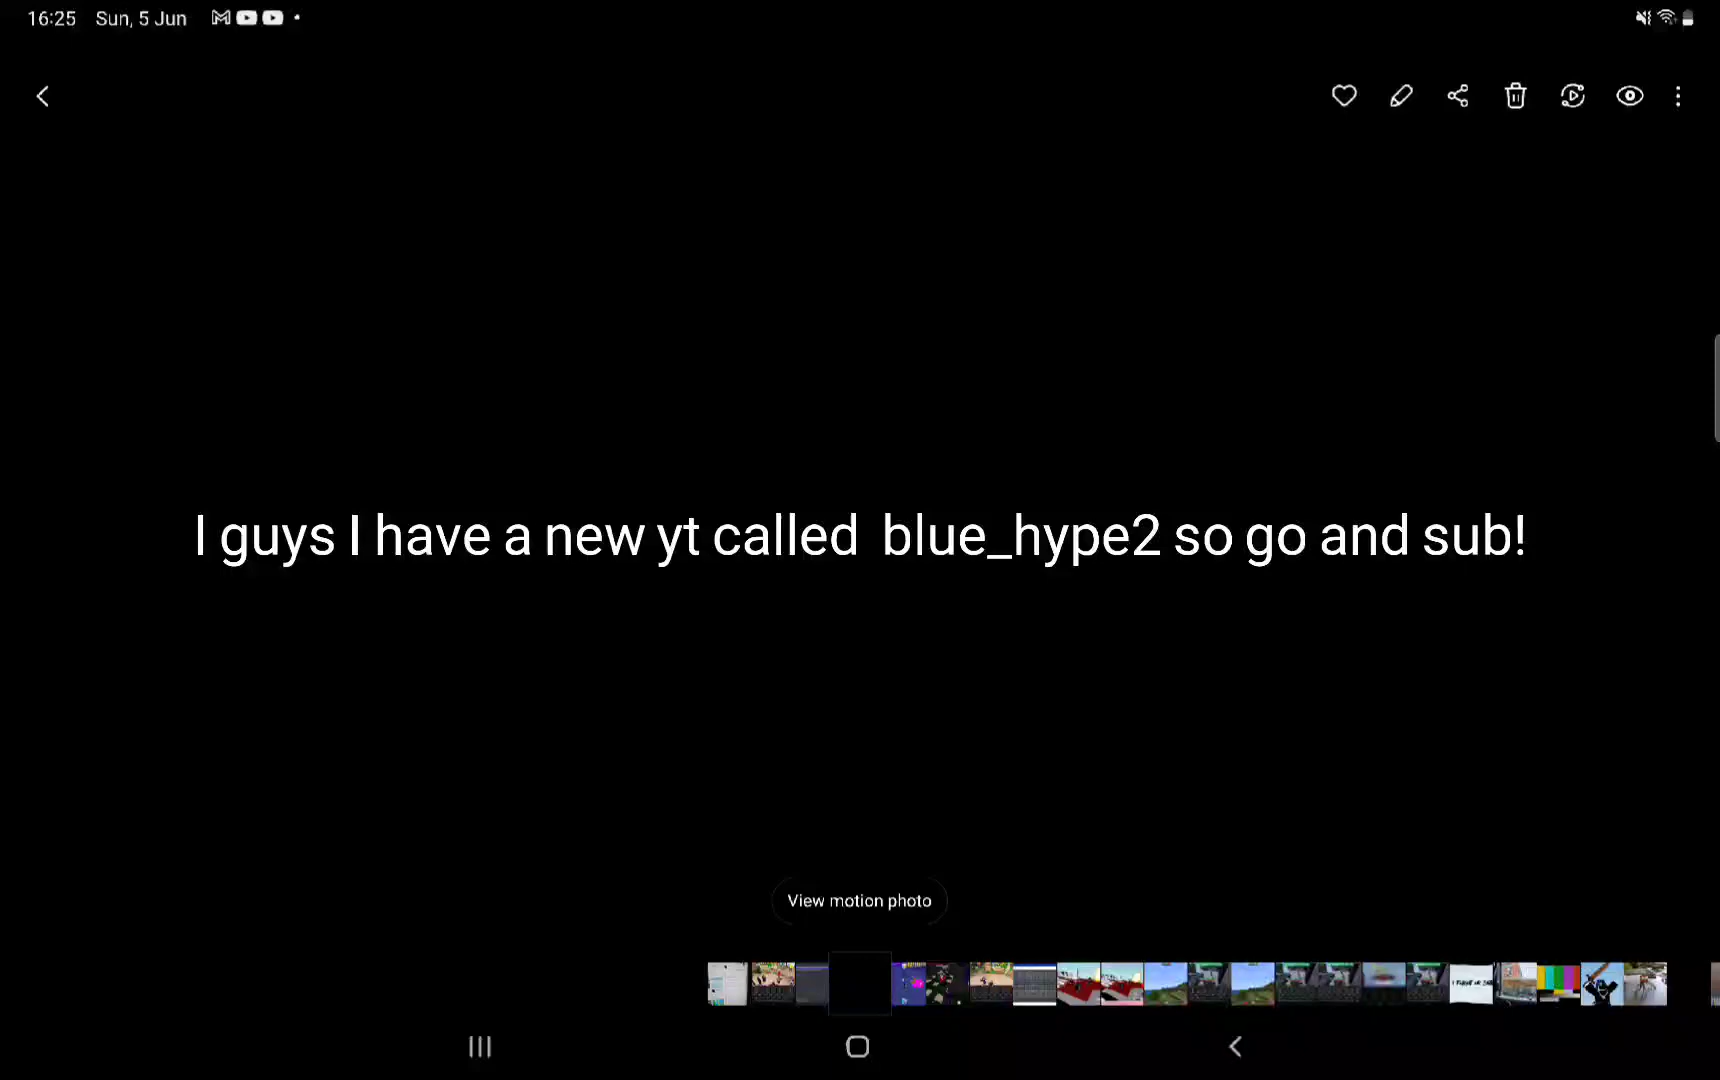 16:25 Sun, 5 Jun
I guys I have a new yt called blue_hype2 so go and sub!
View motion photo